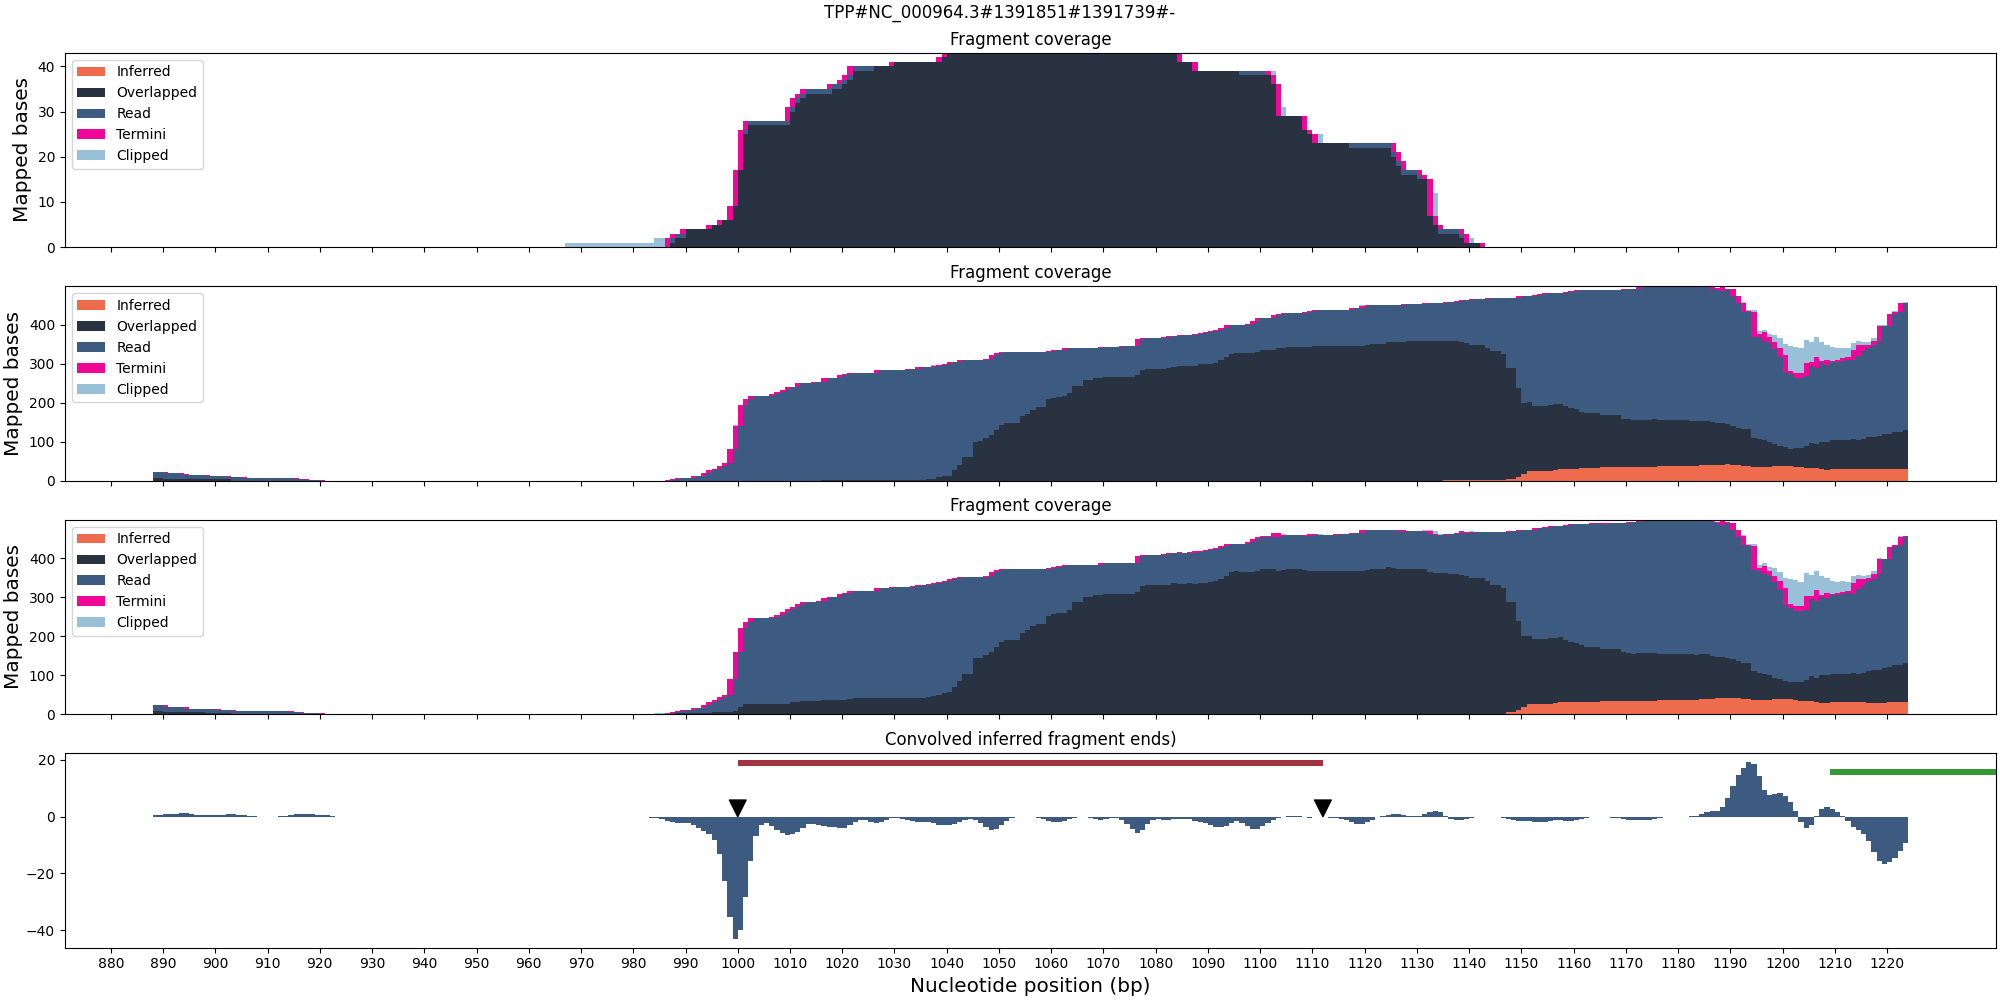 TPP#NC_000964.3#1391851#1391739#-
Fragment coverage
Mapped bases
40
30
20
10
0
Inferred
Overlapped
Read
Termini
Clipped
Fragment coverage
Mapped bases
400
300
200
100
0
Inferred
Overlapped
Read
Termini
Clipped
Fragment coverage
Mapped bases
400
300
200
100
0
Inferred
Overlapped
Read
Termini
Clipped
Convolved inferred fragment ends)
20
0
−20
−40
880 890 900 910 920 930 940 950 960 970 980 990 1000 1010 1020 1030 1040 1050 1060 1070 1080 1090 1100 1110 1120 1130 1140 1150 1160 1170 1180 1190 1200 1210 1220
Nucleotide position (bp)